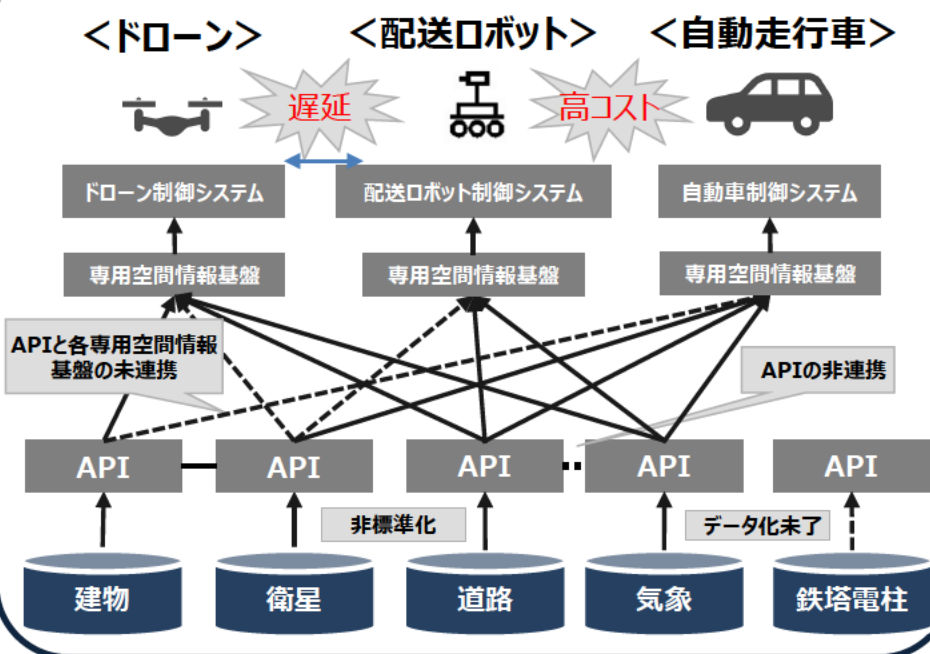 ＜ドローン＞
＜配送ロボット＞
＜自動走行車＞
遅延
高コスト
ドローン制御システム
配送ロボット制御システム
自動車制御システム
専用空間情報基盤
専用空間情報基盤
専用空間情報基盤
APIと各専用空間情報
基盤の未連携
APIの非連携
API
API
API
API
API
非標準化
データ化未了
建物
衛星
道路
気象
鉄塔電柱